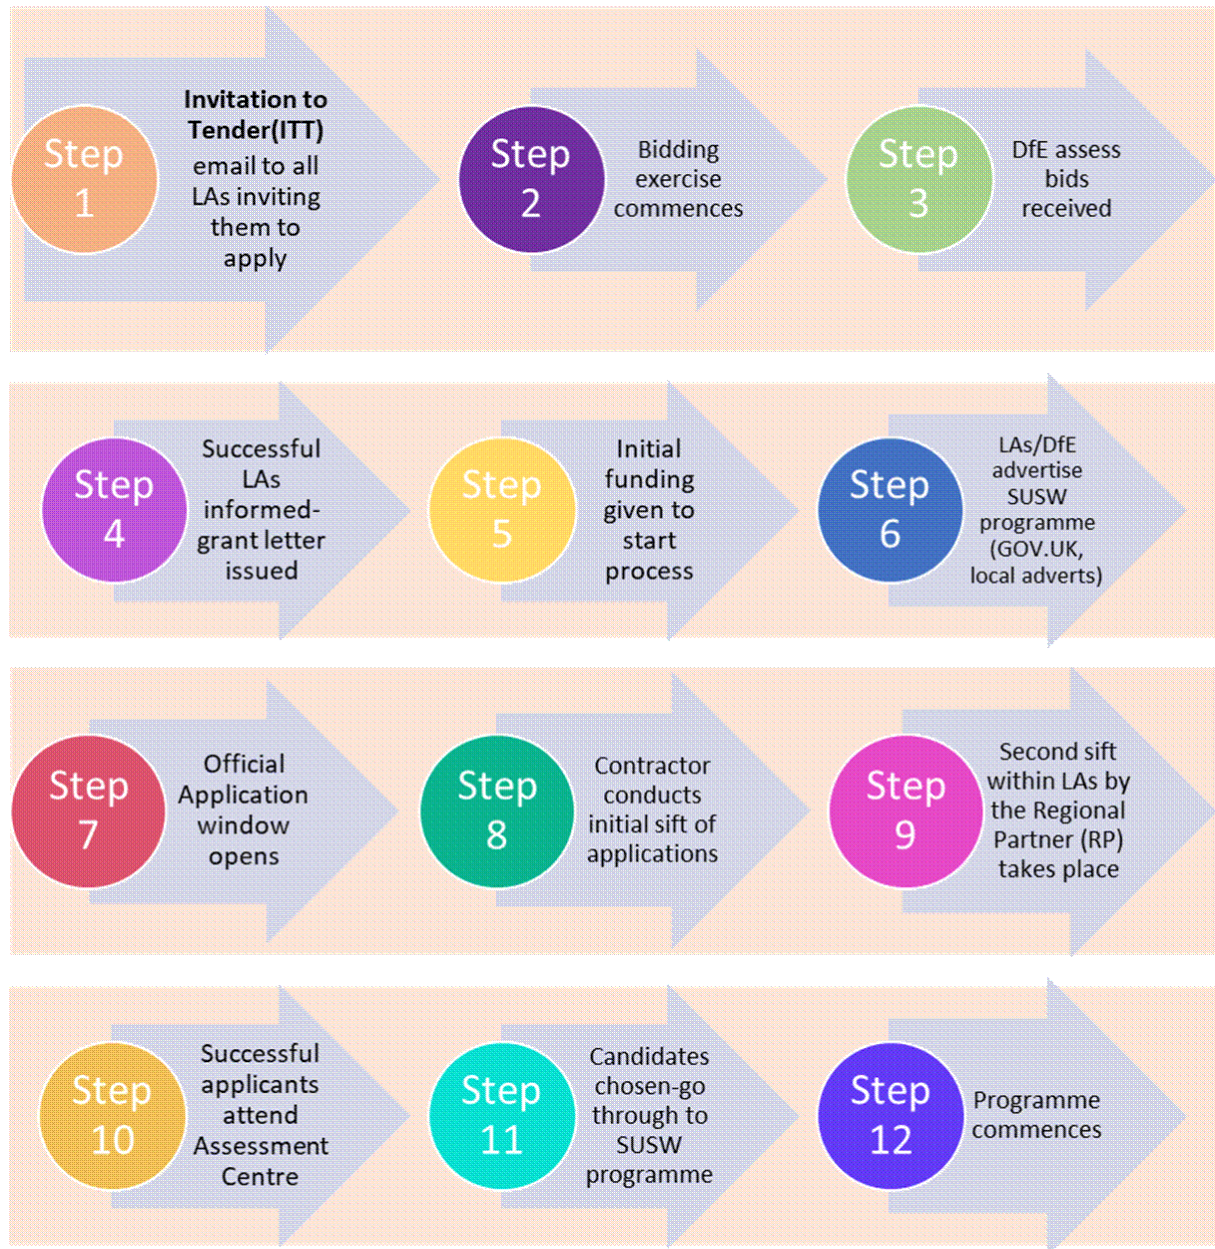 Step
1
Invitation to
Tender(ITT)
email to all
LAs inviting
them to
apply
Step
2
Bidding
exercise
commences
Step
3
DfE assess
bids
received
Step
4
Successful
LAs
informed-
grant letter
issued
Step
5
Initial
funding
given to
start
process
Step
6
LAs/DfE
advertise
SUSW
programme
(GOV.UK,
local adverts)
Step
7
Official
Application
window
opens
Step
8
Contractor
conducts
initial sift of
applications
Step
9
Second sift
within LAs by
the Regional
Partner (RP)
takes place
Step
10
Successful
applicants
attend
Assessment
Centre
Step
11
Candidates
chosen-go
through to
SUSW
programme
Step
12
Programme
commences